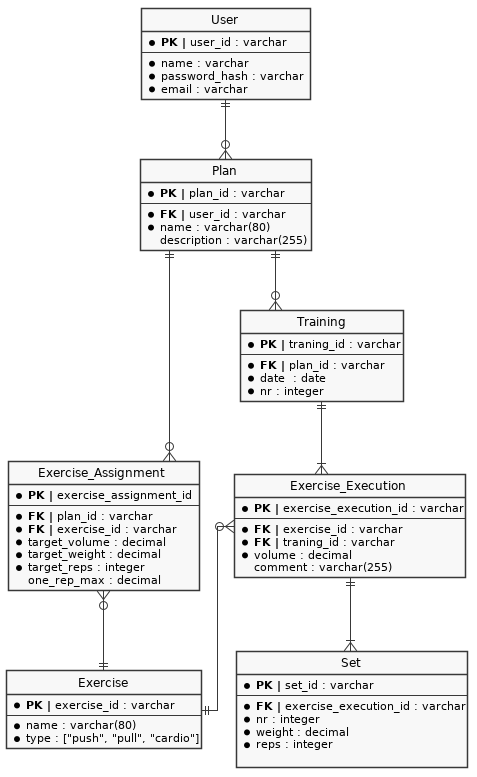 User
PK | user_id : varchar
name : varchar
password_hash : varchar
email : varchar
Plan
PK | plan_id : varchar
FK | user_id : varchar
name : varchar(80)
description : varchar(255)
Training
PK | traning_id : varchar
FK | plan_id : varchar
date : date
nr : integer
Exercise_Assignment
PK | exercise_assignment_id
FK | plan_id : varchar
FK | exercise_id : varchar
target_volume : decimal
target_weight : decimal
target_reps : integer
one_rep_max : decimal
Exercise_Execution
PK | exercise_execution_id : varchar
FK | exercise_id : varchar
FK | traning_id : varchar
volume : decimal
comment : varchar(255)
Exercise
PK | exercise_id : varchar
name : varchar(80)
type : ["push", "pull", "cardio"]
Set
PK | set_id : varchar
FK | exercise_execution_id : varchar
nr : integer
weight : decimal
reps : integer